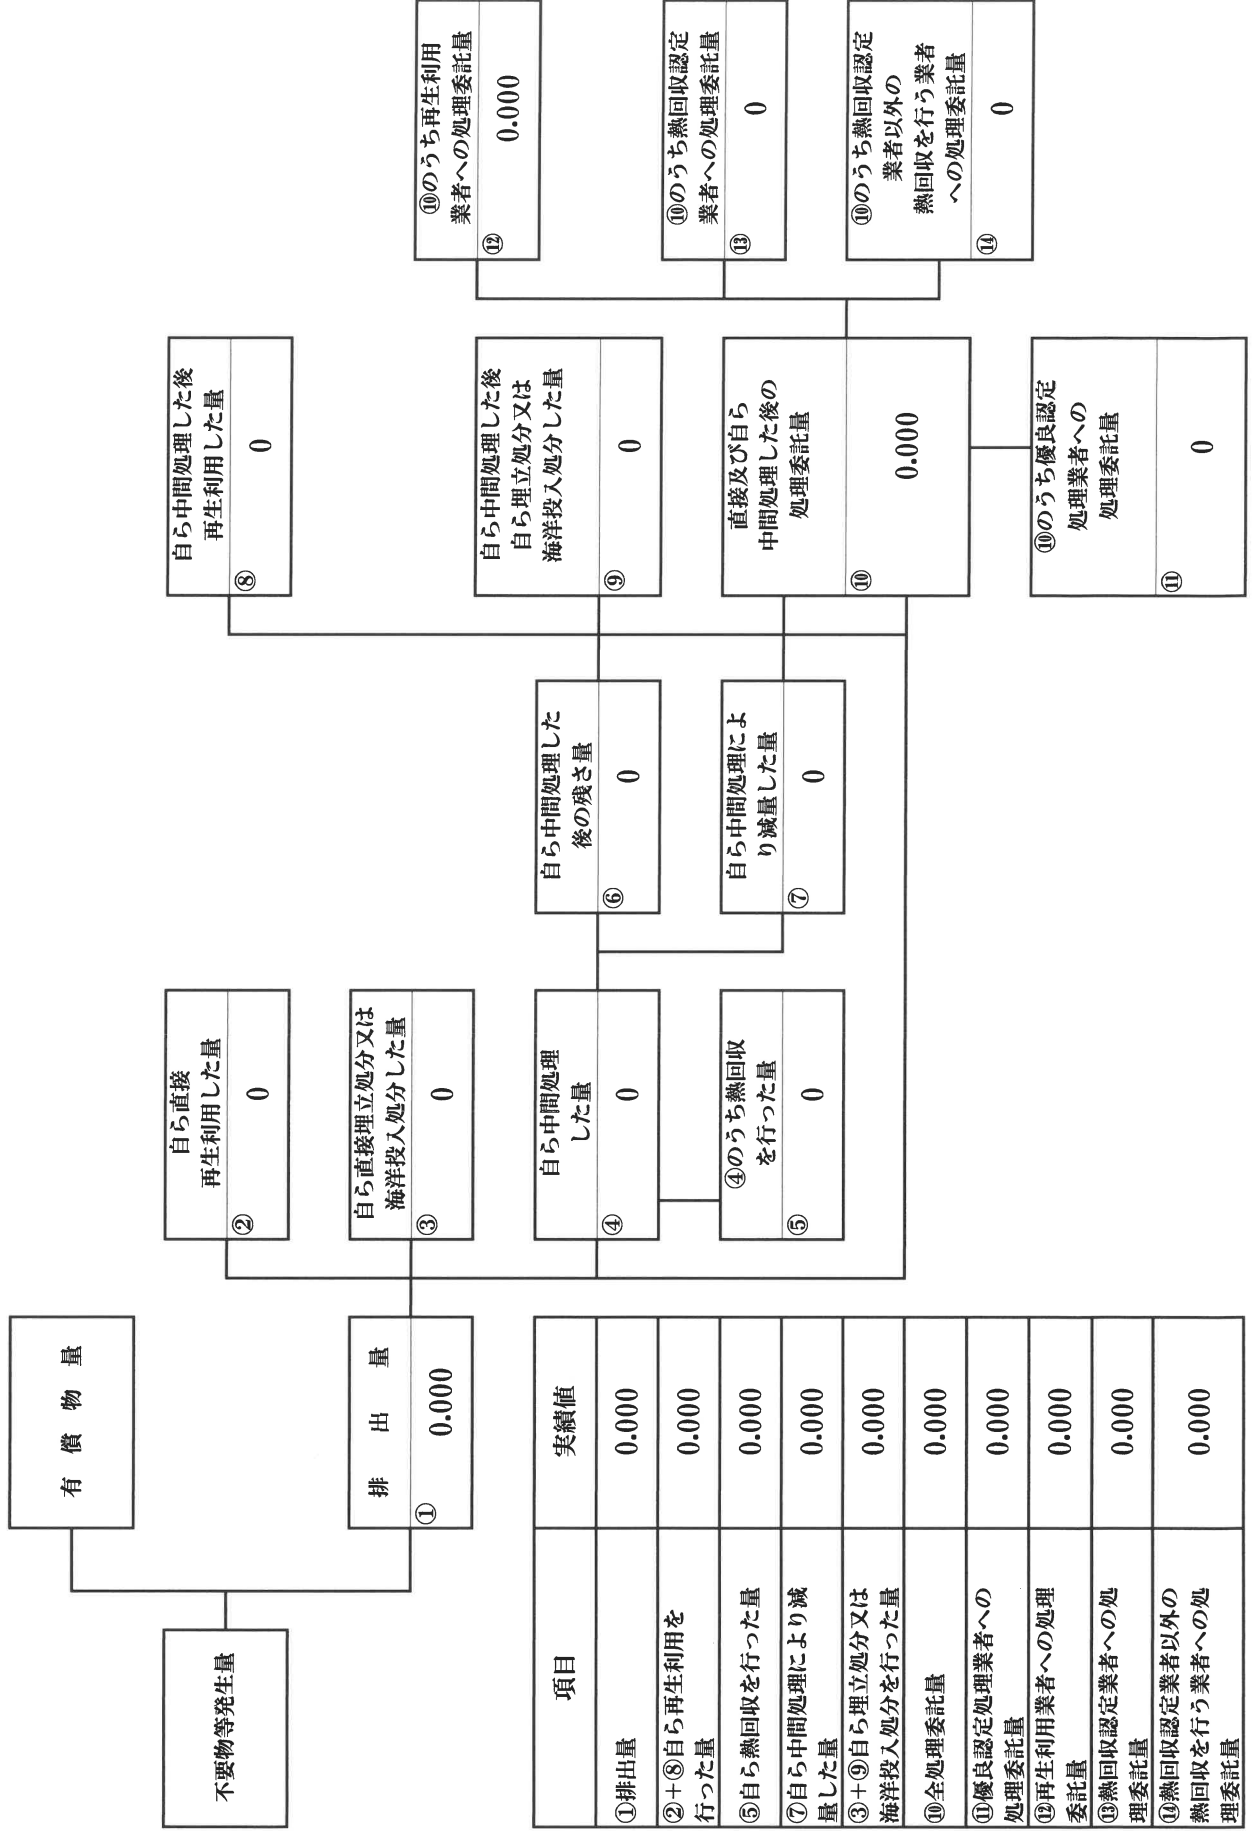 不要物等発生量
有償物量
排出量
①
0.000
自ら直接
再生利用した量
②
0
自ら直接埋立処分又は
海洋投入処分した量
③
0
自ら中間処理
した量
④
0
④のうち熱回収
を行った量
⑤
0
自ら中間処理した
後の残さ量
⑥
0
自ら中間処理によ
り減量した量
⑦
0
自ら中間処理した後
再生利用した量
⑧
0
自ら中間処理した後
自ら埋立処分又は
海洋投入処分した量
⑨
0
直接及び自ら
中間処理した後の
処理委託量
⑩
0.000
⑩のうち優良認定
処理業者への
処理委託量
⑪
0
⑩のうち再生利用
業者への処理委託量
⑫
0.000
⑩のうち熱回収認定
業者への処理委託量
⑬
0
⑩のうち熱回収認定
業者以外の
熱回収を行う業者
への処理委託量
⑭
0
項目 実績値
①排出量 0.000
②+⑧自ら再生利用を
行った量 0.000
⑤自ら熱回収を行った量 0.000
⑦自ら中間処理により減
量した量 0.000
③+⑨自ら埋立処分又は
海洋投入処分を行った量 0.000
⑩全処理委託量 0.000
⑪優良認定処理業者への
処理委託量 0.000
⑫再生利用業者への処理
委託量 0.000
⑬熱回収認定業者への処
理委託量 0.000
⑭熱回収認定業者以外の
熱回収を行う業者への処
理委託量 0.000